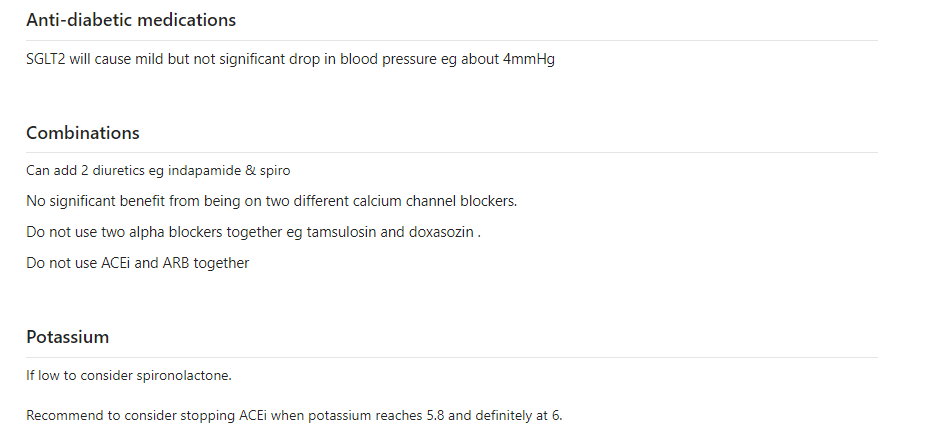 Anti-diabetic medications
SGLT2 will cause mild but not significant drop in blood pressure eg about 4mmHg
Combinations
Can add 2 diuretics eg indapamide & spiro
No significant benefit from being on two different calcium channel blockers.
Do not use two alpha blockers together eg tamsulosin and doxasozin .
Do not use ACEi and ARB together
Potassium
If low to consider spironolactone.
Recommend to consider stopping ACEi when potassium reaches 5.8 and definitely at 6.